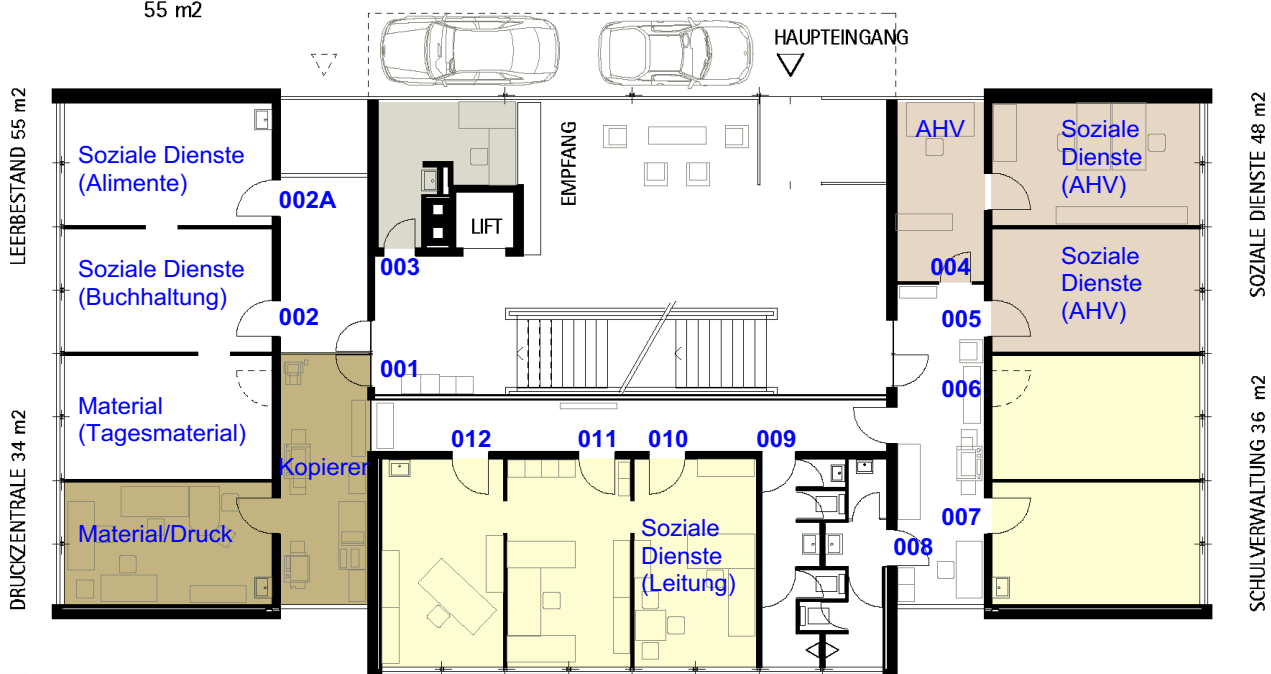 55 m2
HAUPTEINGANG
LEERBESTAND 55 m2
DRUCKZENTRALE 34 m2
Soziale Dienste
(Alimente)
002A
Soziale Dienste
(Buchhaltung)
002
Material
(Tagesmaterial)
Kopierer
Material/Druck
EMPFANG
LIFT
003
001
AHV
Soziale
Dienste
(AHV)
004
Soziale
Dienste
(AHV)
005
006
007
008
012
011
010
009
Soziale
Dienste
(Leitung)
SOZIALE DIENSTE 48 m2
SCHULVERWALTUNG 36 m2